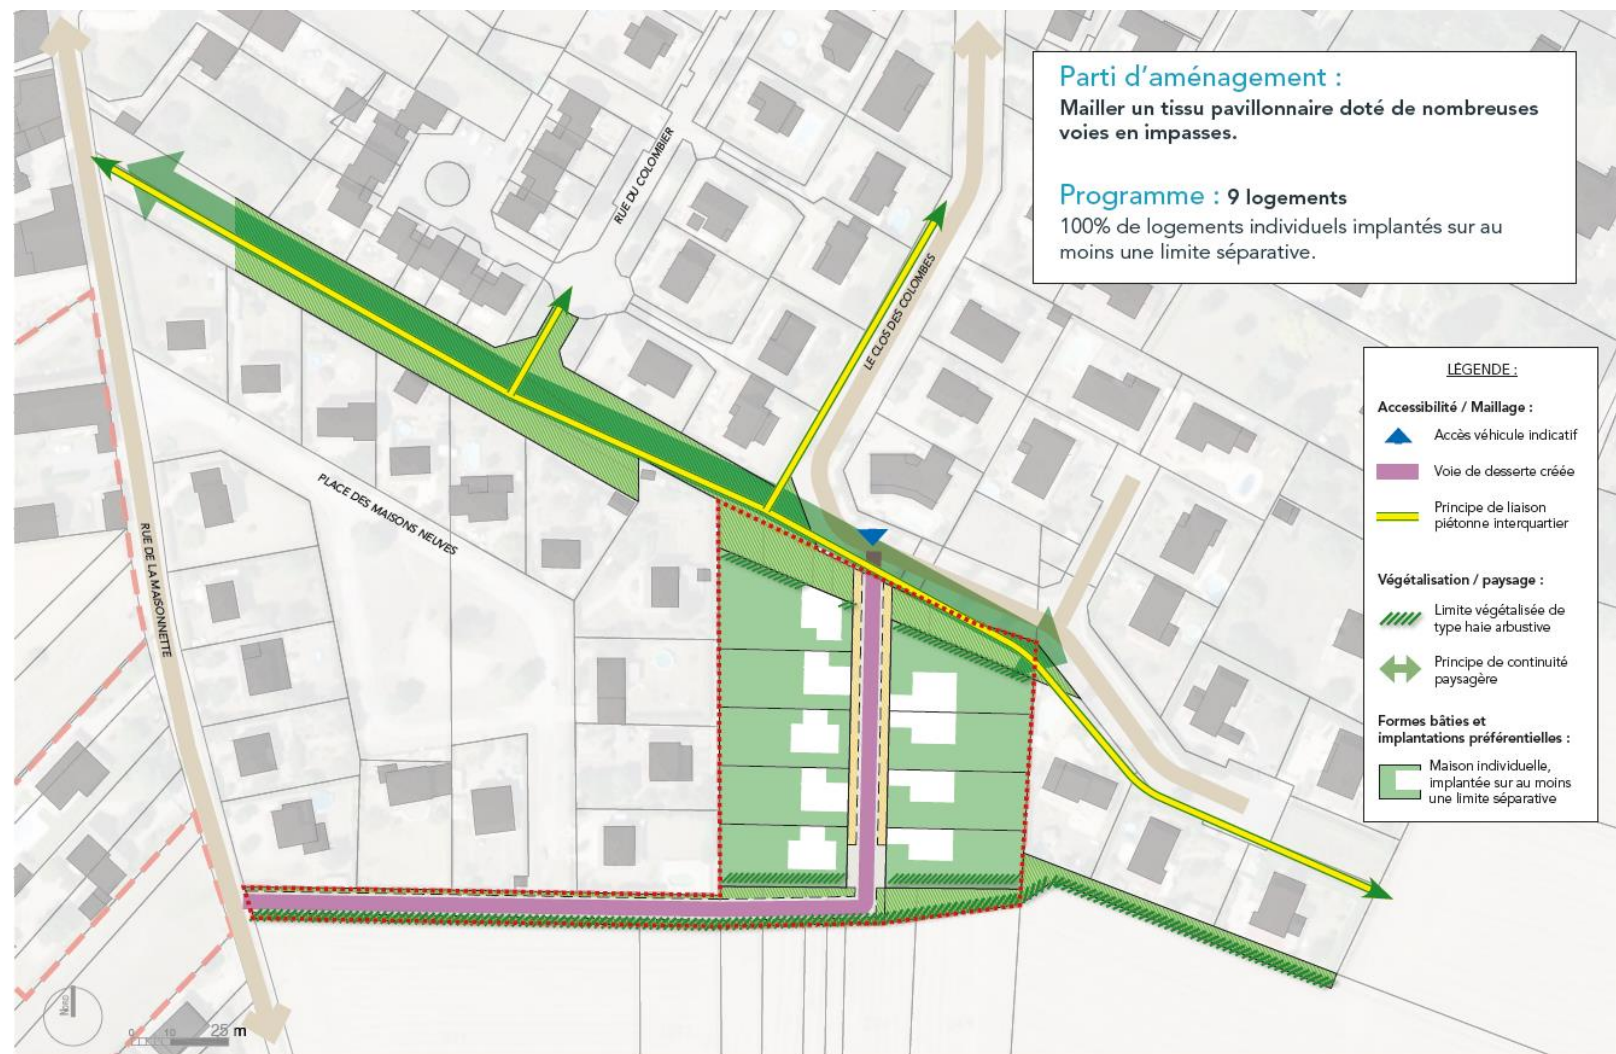 Parti d’aménagement :
Mailler un tissu pavillonnaire doté de nombreuses
voies en impasses.
Programme : 9 logements
100% de logements individuels implantés sur au
moins une limite séparative.
RUE DU COLOMBIER
LE CLOS DES COLOMBES
PLACE DES MAISONS NEUVES
RUE DE LA MAISONNETTE
LÉGENDE :
Accessibilité / Maillage :
Accès véhicule indicatif
Voie de desserte créée
Principe de liaison
piétonne interquartier
Végétalisation / paysage :
Limite végétalisée de
type haie arbustive
Principe de continuité
paysagère
Formes bâties et
implantations préférentielles :
Maison individuelle,
implantée sur au moins
une limite séparative
NORD
0 10 25 m